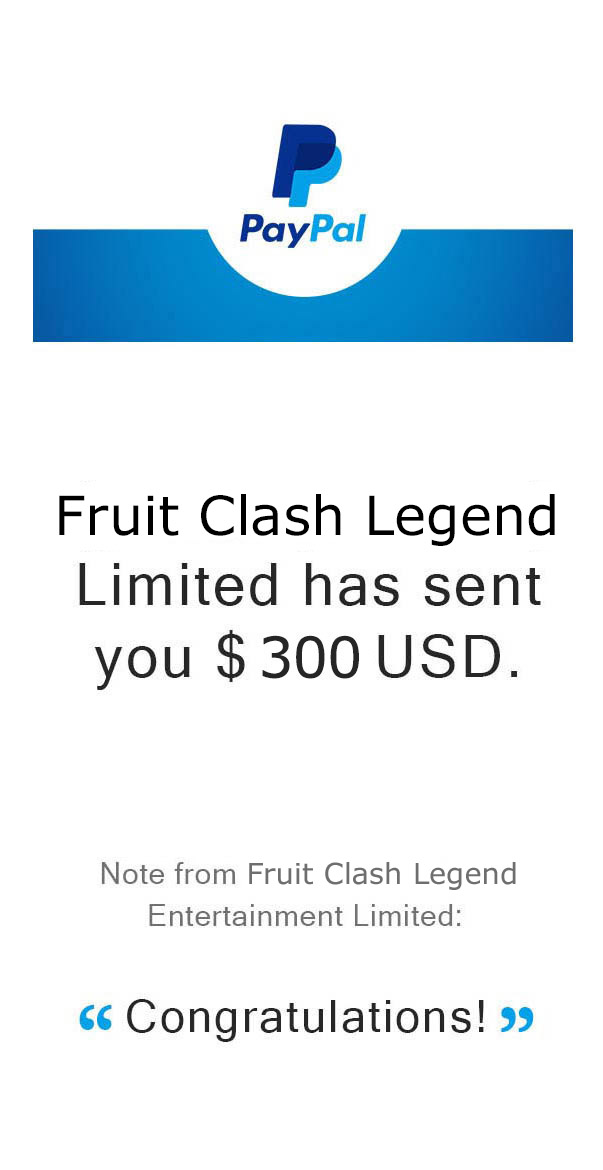 PayPal
Fruit Clash Legend
Limited has sent
you $ 300 USD.
Note from Fruit Clash Legend
Entertainment Limited:
“ Congratulations! ”